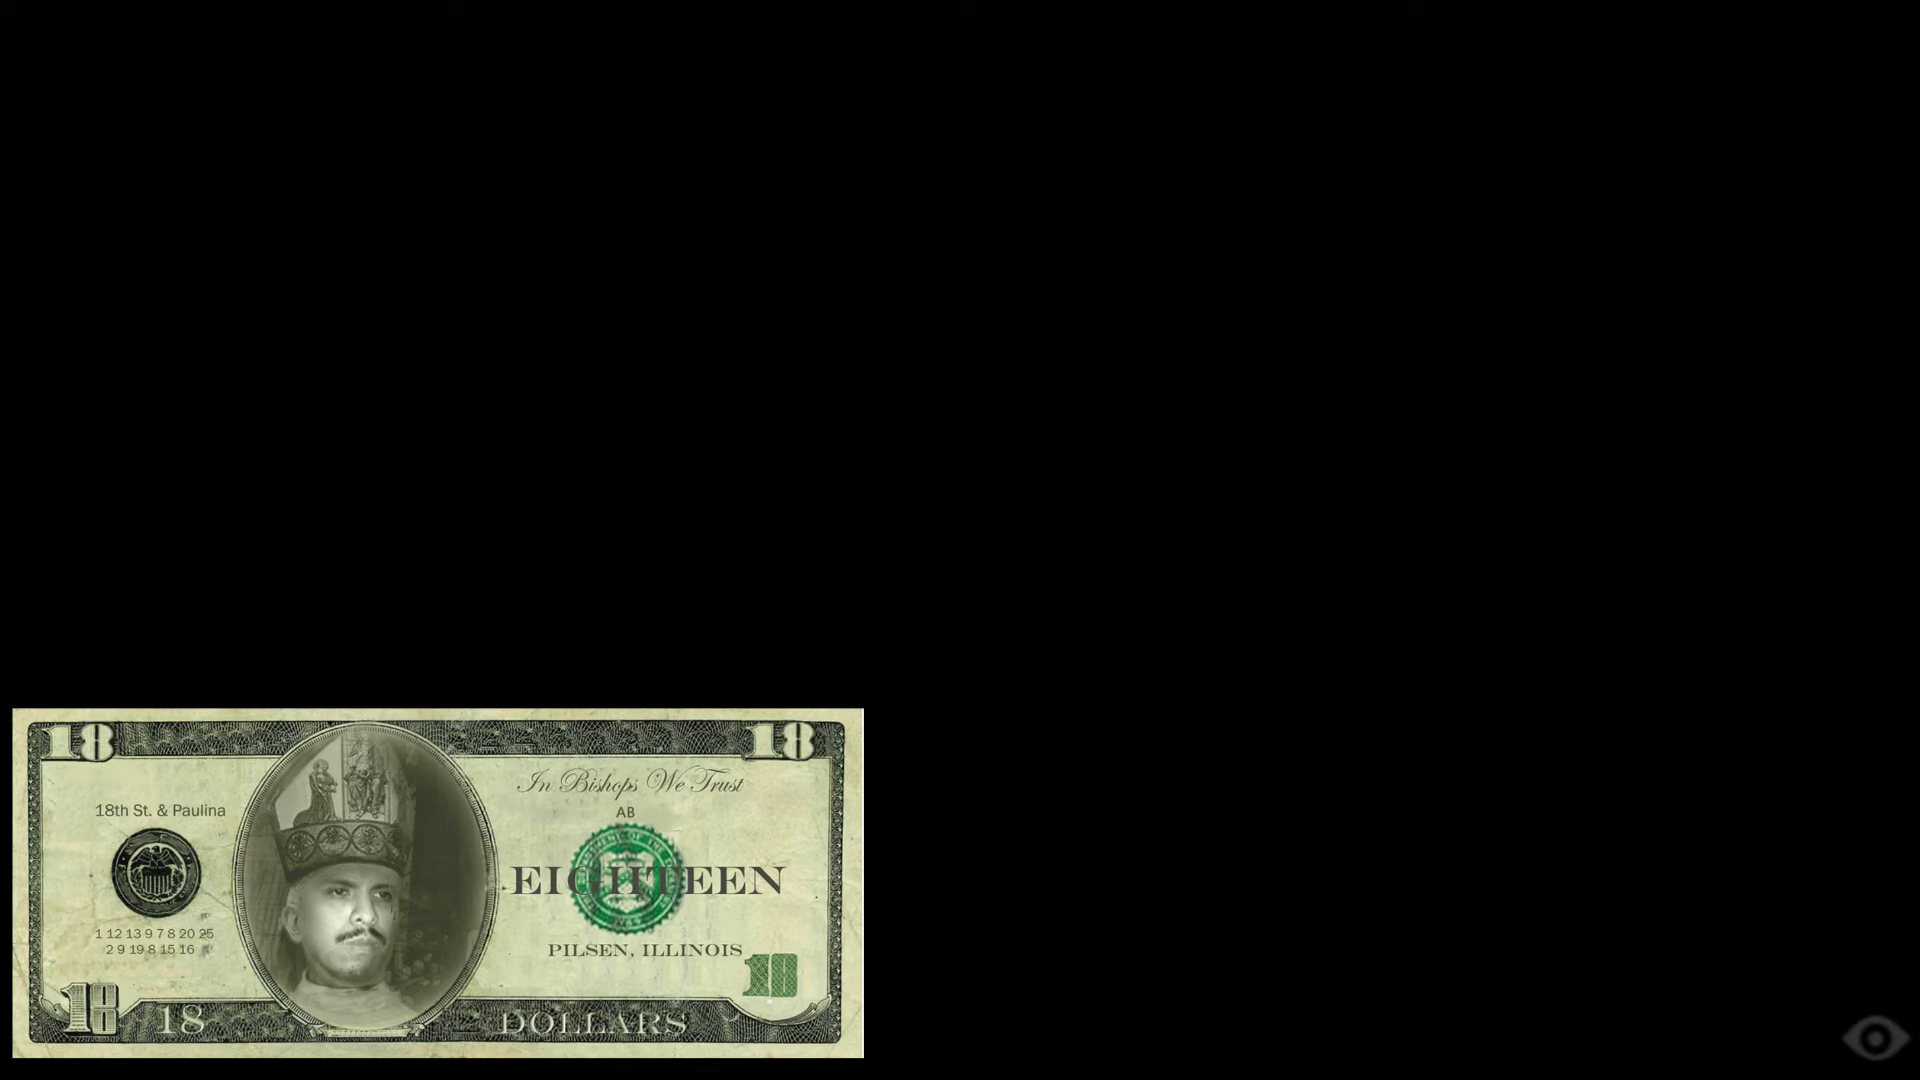 18
18
In Bishops We Trust
18th St. & Paulina
AB
EIGHTEEN
1 12 13 9 7 8 20 25
2 9 19 8 15 16
PILSEN, ILLINOIS
18
18
18
DOLLARS